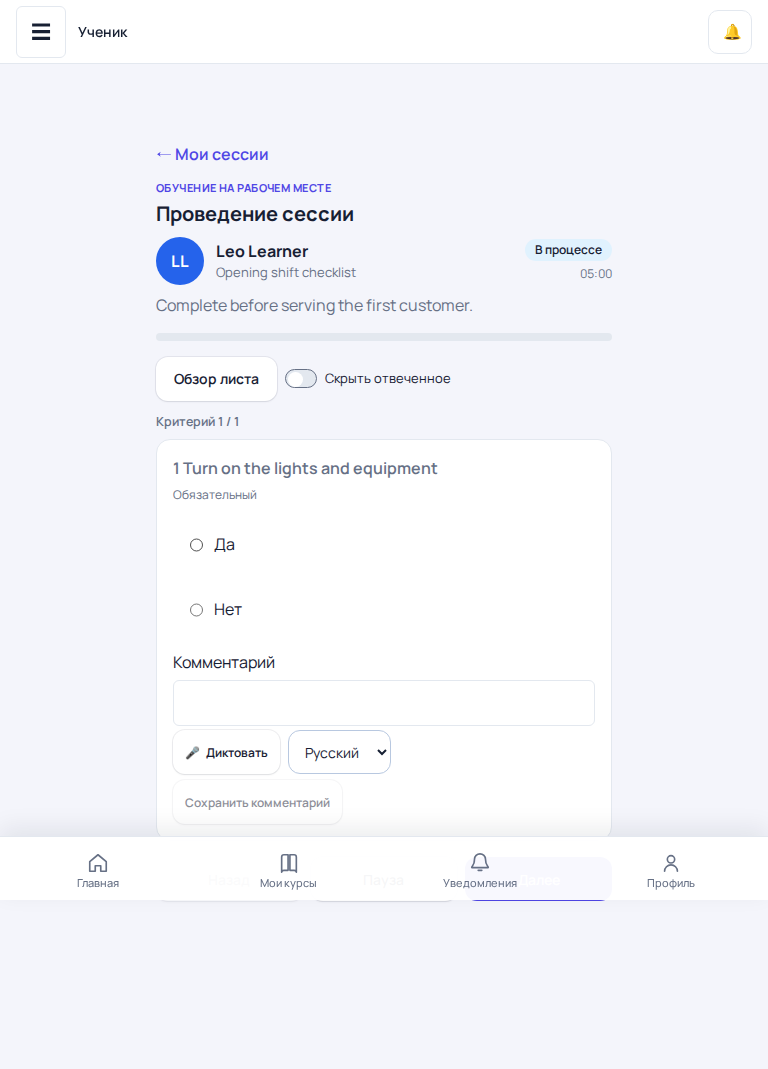 Ученик
← Мои сессии
ОБУЧЕНИЕ НА РАБОЧЕМ МЕСТЕ
Проведение сессии
LL
Leo Learner
Opening shift checklist
В процессе
05:00
Complete before serving the first customer.
Обзор листа
Скрыть отвеченное
Критерий 1 / 1
1 Turn on the lights and equipment
Обязательный
Да
Нет
Комментарий
Диктовать
Русский
Сохранить комментарий
Пауза
Главная
Мои курсы
Уведомления
Профиль